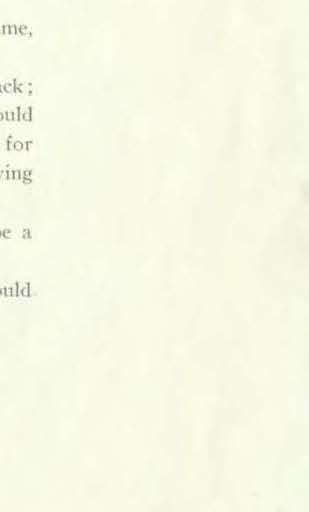 ame,
ack;
ould
for
ving
be a
ould